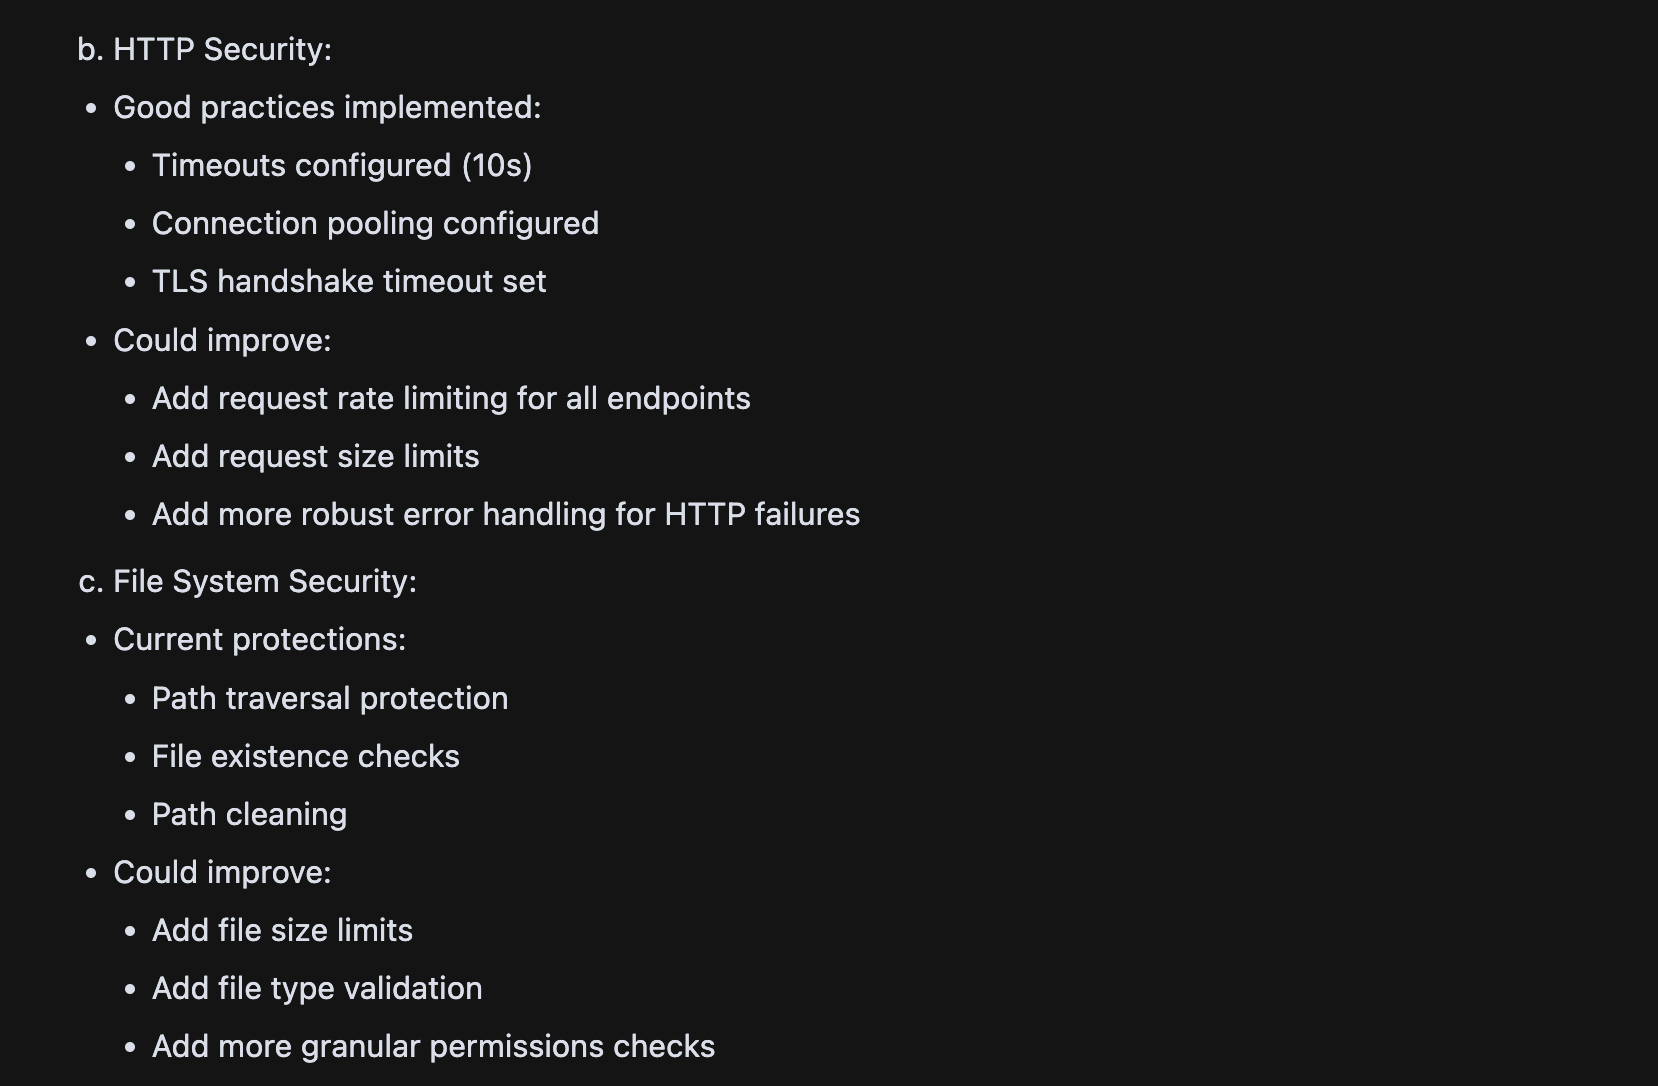 b. HTTP Security:
• Good practices implemented:
• Timeouts configured (10s)
• Connection pooling configured
• TLS handshake timeout set
• Could improve:
• Add request rate limiting for all endpoints
• Add request size limits
• Add more robust error handling for HTTP failures
c. File System Security:
• Current protections:
• Path traversal protection
• File existence checks
• Path cleaning
• Could improve:
• Add file size limits
• Add file type validation
• Add more granular permissions checks